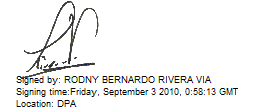 Signed by: RODNY BERNARDO RIVERA VIA
Signing time:Friday, September 3 2010, 0:58:13 GMT
Location: DPA